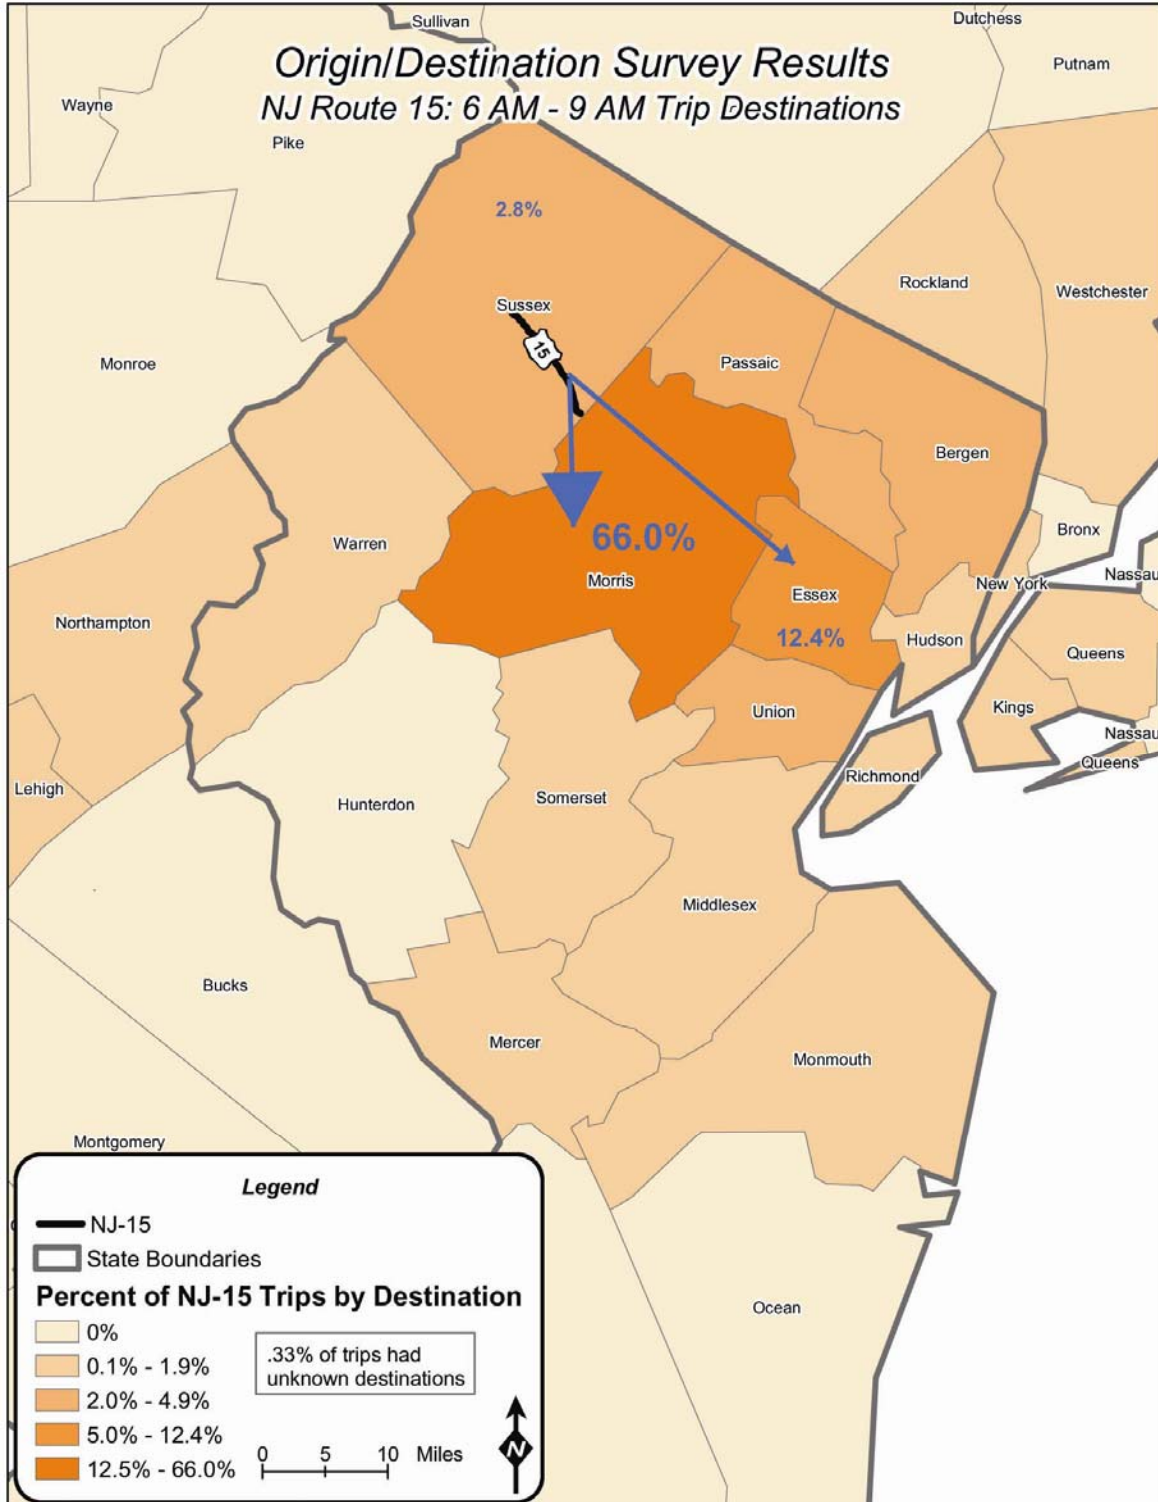 Sullivan
Dutchess
Origin/Destination Survey Results
Putnam
Wayne
NJ Route 15: 6 AM - 9 AM Trip Destinations
Pike
2.8%
Rockland
Westchester
Sussex
15
Monroe
Passaic
Bergen
Bronx
66.0%
Warren
Morris
New York
Nassau
Essex
Northampton
12.4%
Hudson
Queens
Union
Kings
Nassau
Queens
Richmond
Lehigh
Somerset
Hunterdon
Middlesex
Bucks
Mercer
Monmouth
Montgomery
Legend
NJ-15
State Boundaries
Percent of NJ-15 Trips by Destination
Ocean
0%
0.1% - 1.9%
2.0% - 4.9%
5.0% - 12.4%
12.5% - 66.0%
.33% of trips had
unknown destinations
0 5 10 Miles
N